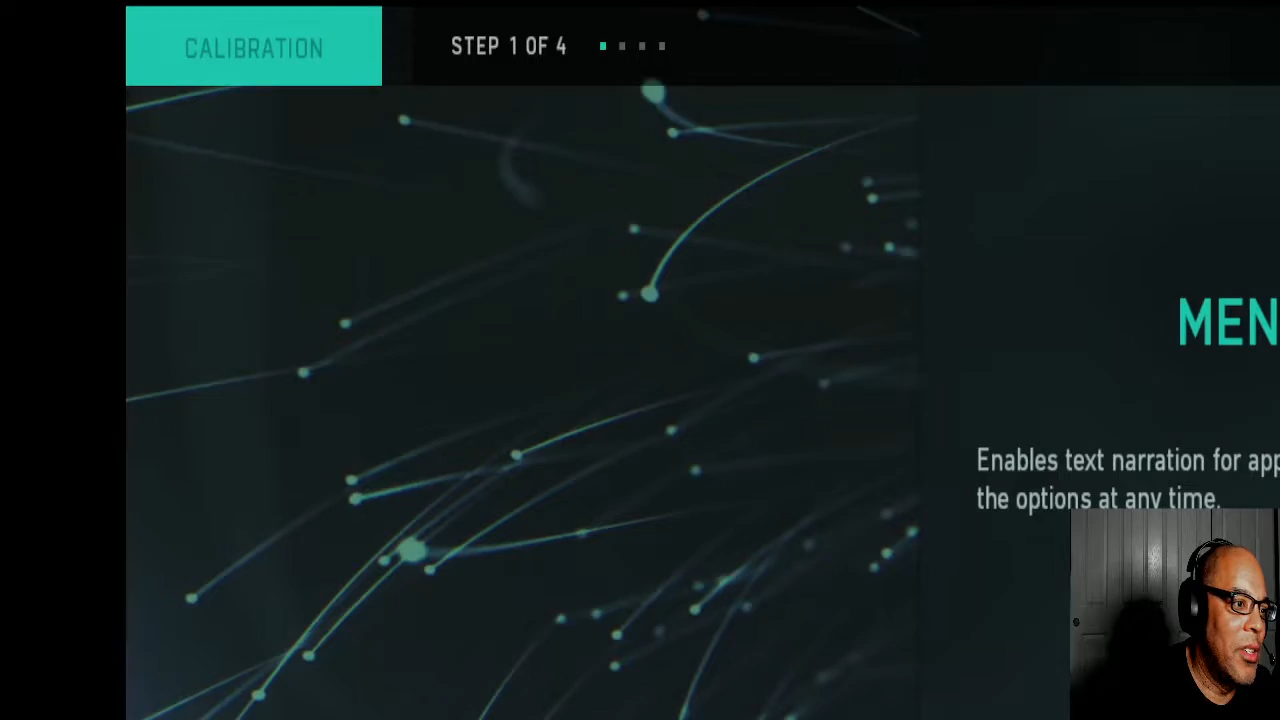 CALIBRATION
STEP 1 OF 4
MEN
Enables text narration for app
the options at any time.